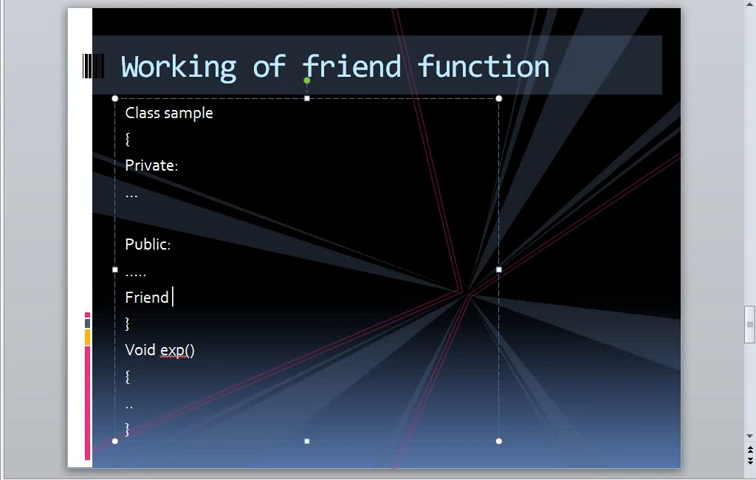 Working of friend function
Class sample
{
Private:
...
Public:
.....
Friend
}
Void exp()
{
..
}